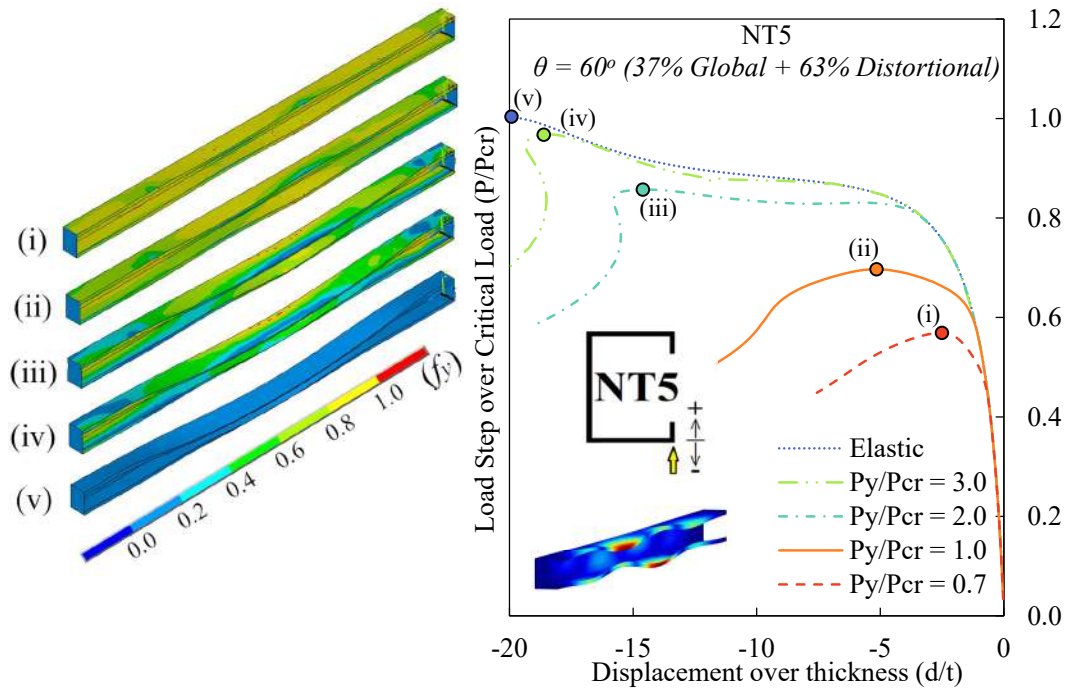 (i)
(ii)
(iii)
(iv)
(v)
0.0
0.2
0.4
0.6
0.8
1.0
(fy)
NT5
θ = 60º (37% Global + 63% Distortional)
(v)
(iv)
(iii)
(ii)
(i)
NT5
+
-
Elastic
Py/Pcr = 3.0
Py/Pcr = 2.0
Py/Pcr = 1.0
Py/Pcr = 0.7
Load Step over Critical Load (P/Pcr)
1.2
1.0
0.8
0.6
0.4
0.2
0.0
-20
-15
-10
-5
0
Displacement over thickness (d/t)